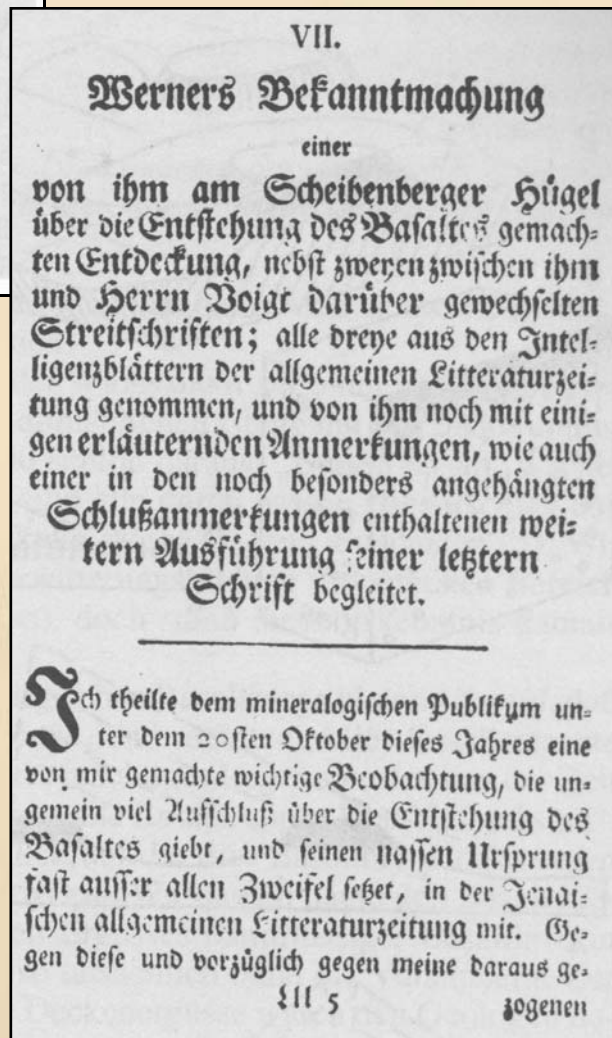 VII.
Werners Bekanntmachung
einer
von ihm am Scheibenberger Hügel
über die Entstehung des Basaltes gemach-
ten Entdeckung, nebst zweyen zwischen ihm
und Herrn Voigt darüber gewechselten
Streitschriften; alle dreye aus den Intel-
ligenzblättern der allgemeinen Litteraturzei-
tung genommen, und von ihm noch mit eini-
gen erläuternden Anmerkungen, wie auch
einer in den noch besonders angehängten
Schlußanmerkungen enthaltenen wei-
tern Ausführung seiner letztern
Schrift begleitet.
Ich theilte dem mineralogischen Publikum un-
ter dem 20sten Oktober dieses Jahres eine
von mir gemachte wichtige Beobachtung, die un-
gemein viel Aufschluß über die Entstehung des
Basaltes giebt, und seinen nassen Ursprung
fast ausser allen Zweifel setzet, in der Jenai-
schen allgemeinen Litteraturzeitung mit. Ge-
gen diese und vorzüglich gegen meine daraus ge-
Lll 5 zogenen